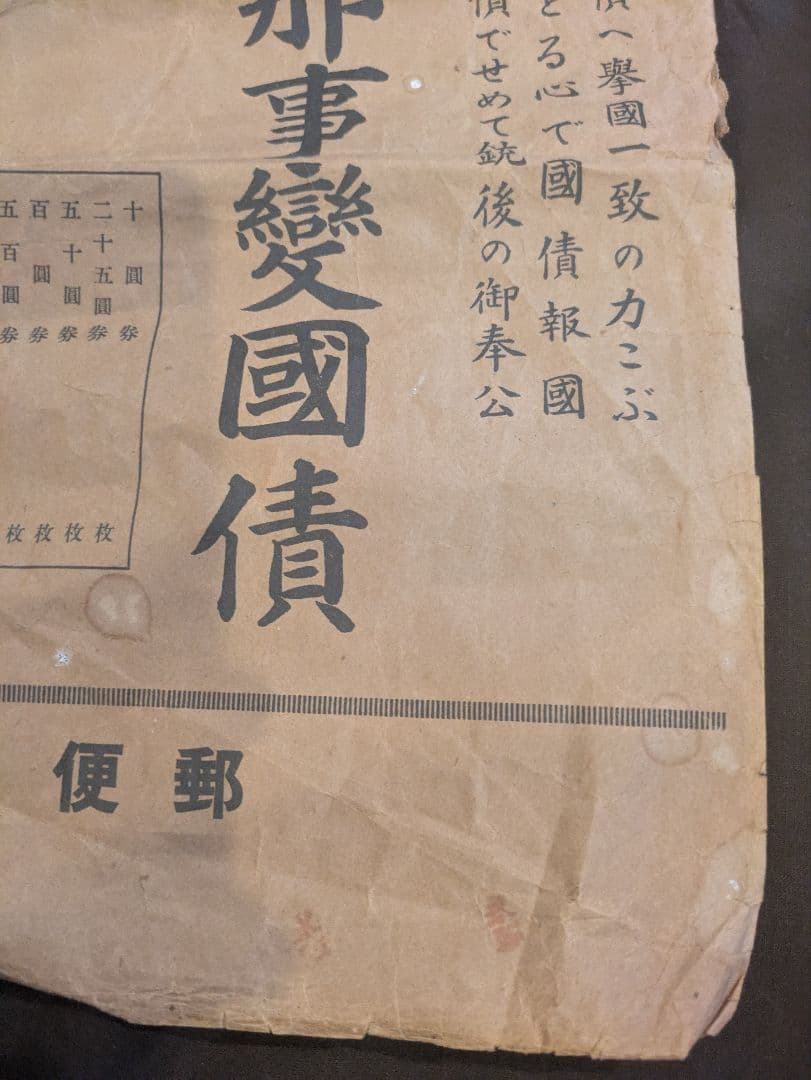 債へ舉國一致の力こぶ
とる心で國債報國
債でせめて銃後の御奉公
那事變國債
十圓券
枚
二十五圓券
枚
五十圓券
枚
百圓券
枚
五百圓券
郵便